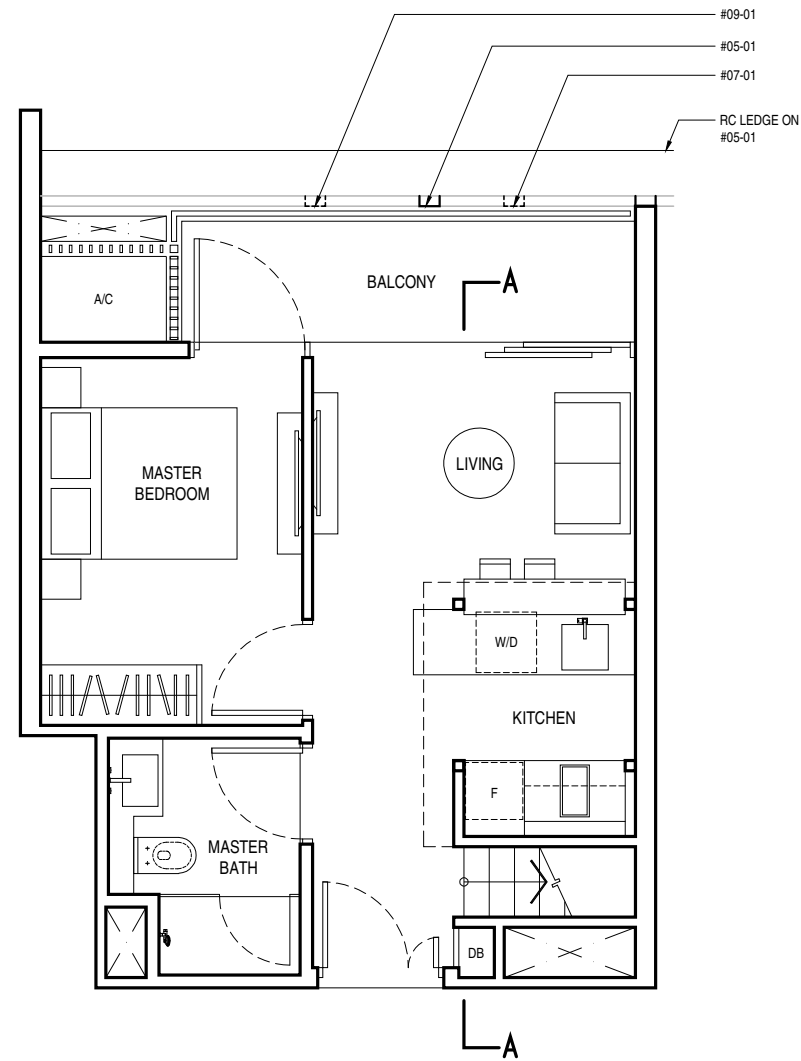 #09-01
#05-01
#07-01
RC LEDGE ON
#05-01
A
BALCONY
A/C
MASTER
BEDROOM
LIVING
W/D
KITCHEN
F
MASTER
BATH
DB
A